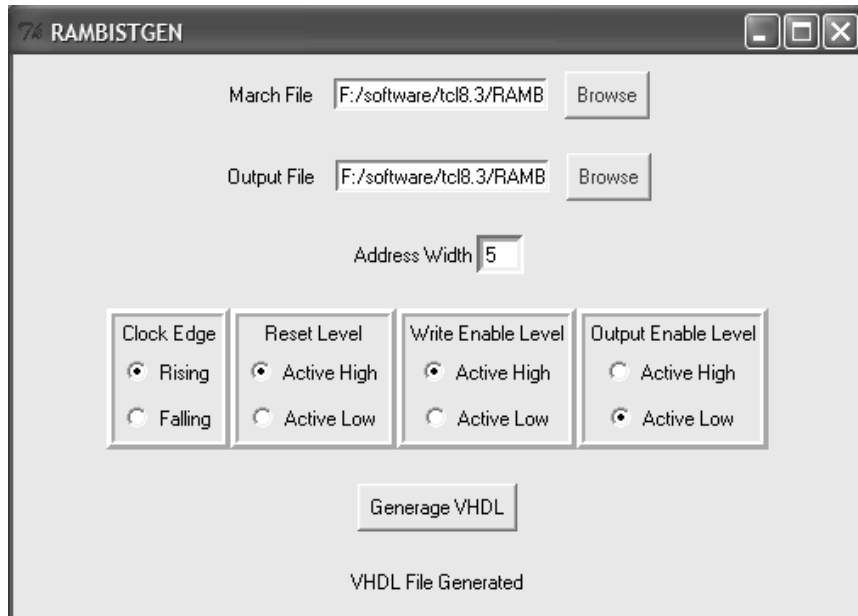 RAMBISTGEN
March File F:/software/tcl8.3/RAMB Browse
Output File F:/software/tcl8.3/RAMB Browse
Address Width 5
Clock Edge Reset Level Write Enable Level Output Enable Level
Rising Active High Active High Active High
Falling Active Low Active Low Active Low
Generage VHDL
VHDL File Generated